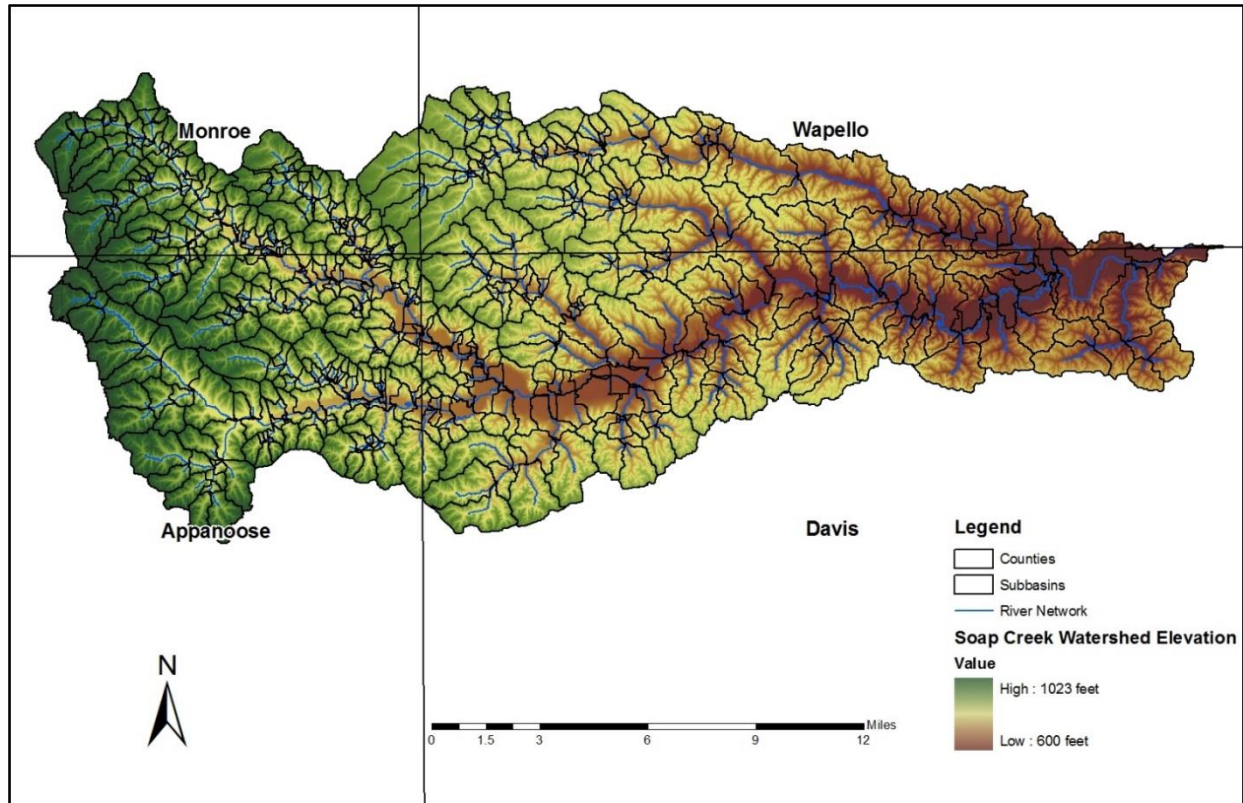 Monroe
Wapello
Appanoose
Davis
Legend
Counties
Subbasins
River Network
Soap Creek Watershed Elevation
Value
High : 1023 feet
Low : 600 feet
N
Miles
0 1.5 3 6 9 12